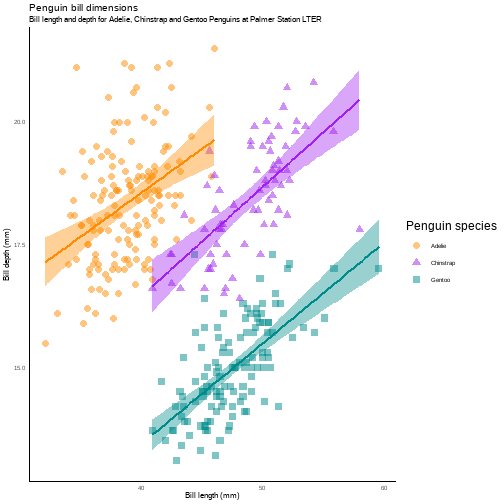 Penguin bill dimensions
Bill length and depth for Adelie, Chinstrap and Gentoo Penguins at Palmer Station LTER
20.0
17.5
15.0
Bill depth (mm)
40
50
60
Bill length (mm)
Penguin species
Adelie
Chinstrap
Gentoo